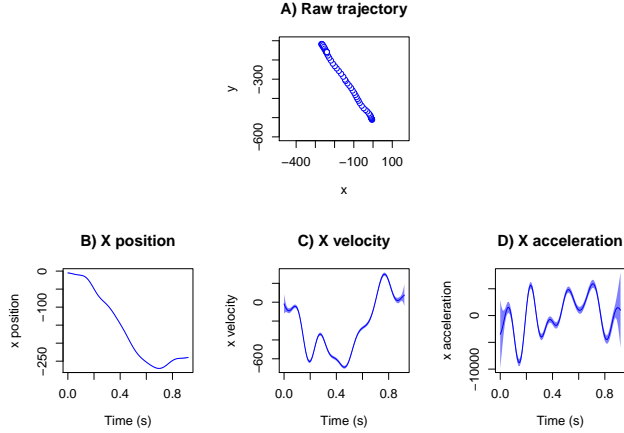 A) Raw trajectory
y
−600
−300
−400
−100
100
x
B) X position
x position
−250
−100
0
0.0
0.4
0.8
Time (s)
C) X velocity
x velocity
−600
0
0.0
0.4
0.8
Time (s)
D) X acceleration
x acceleration
−10000
0.0
0.4
0.8
Time (s)